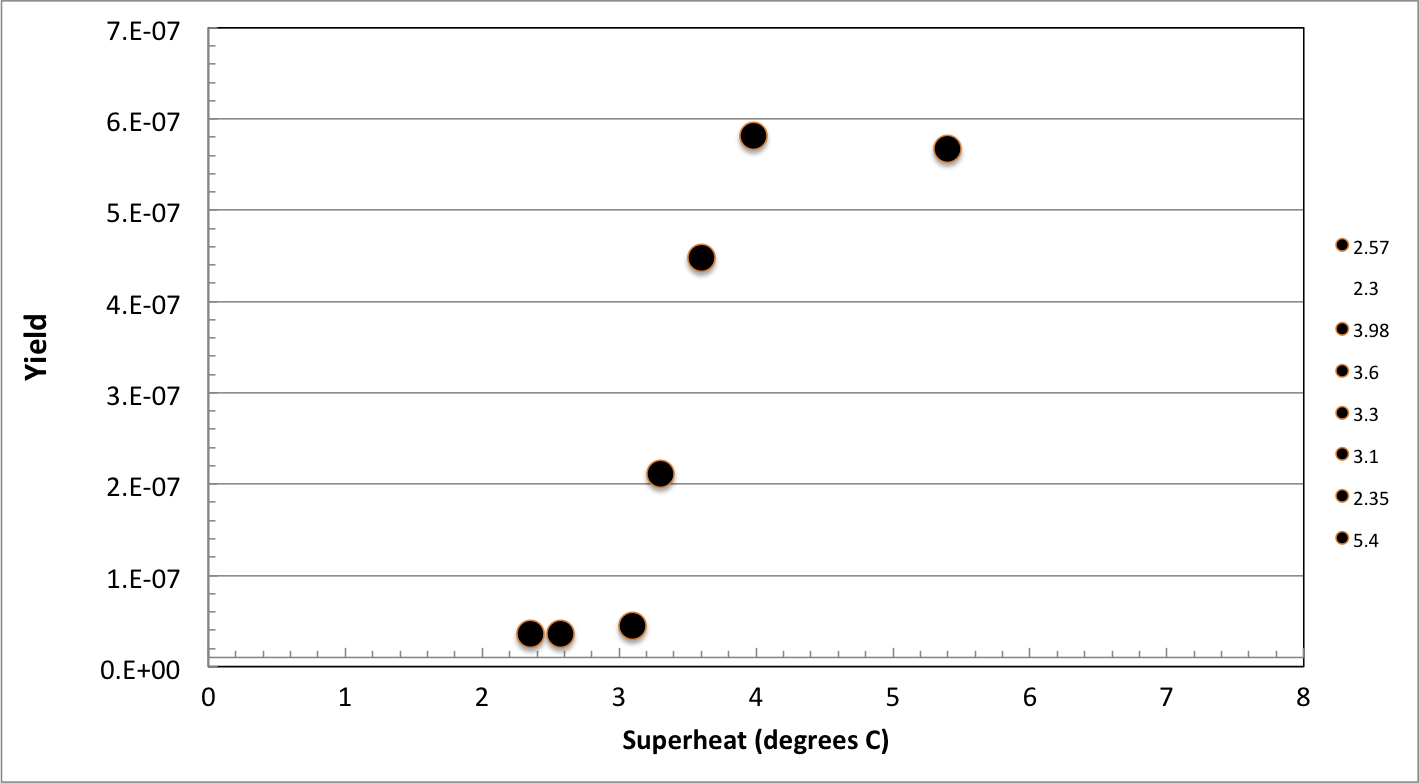 7.E-07
6.E-07
5.E-07
4.E-07
3.E-07
2.E-07
1.E-07
0.E+00
Yield
0 1 2 3 4 5 6 7 8
Superheat (degrees C)
2.57
2.3
3.98
3.6
3.3
3.1
2.35
5.4